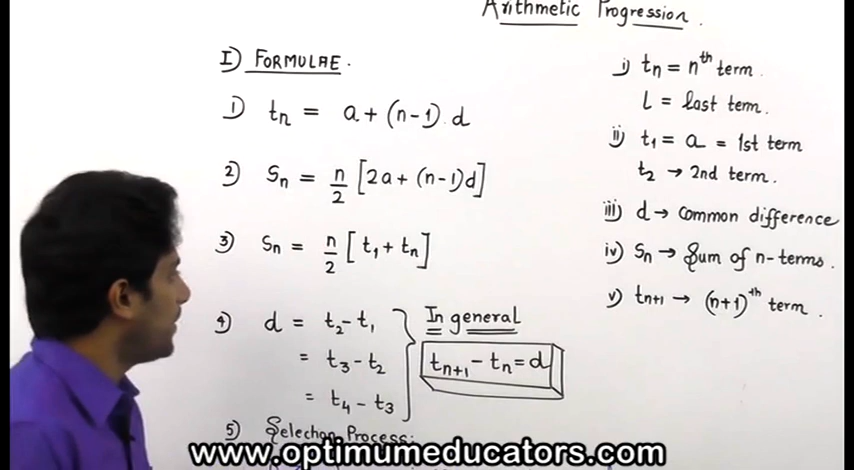 Arithmetic Progression.
I) FORMULAE.
1) tn = a + (n-1).d
2) Sn = n/2 [2a + (n-1)d]
3) Sn = n/2 [t1 + tn]
4) d = t2 - t1
= t3 - t2
= t4 - t3
In general
tn+1 - tn = d
5) Selection Process:
i) tn = nth term.
l = last term.
ii) t1 = a = 1st term
t2 → 2nd term.
iii) d → Common difference
iv) Sn → Sum of n-terms.
v) tn+1 → (n+1)th term.
www.optimumeducators.com